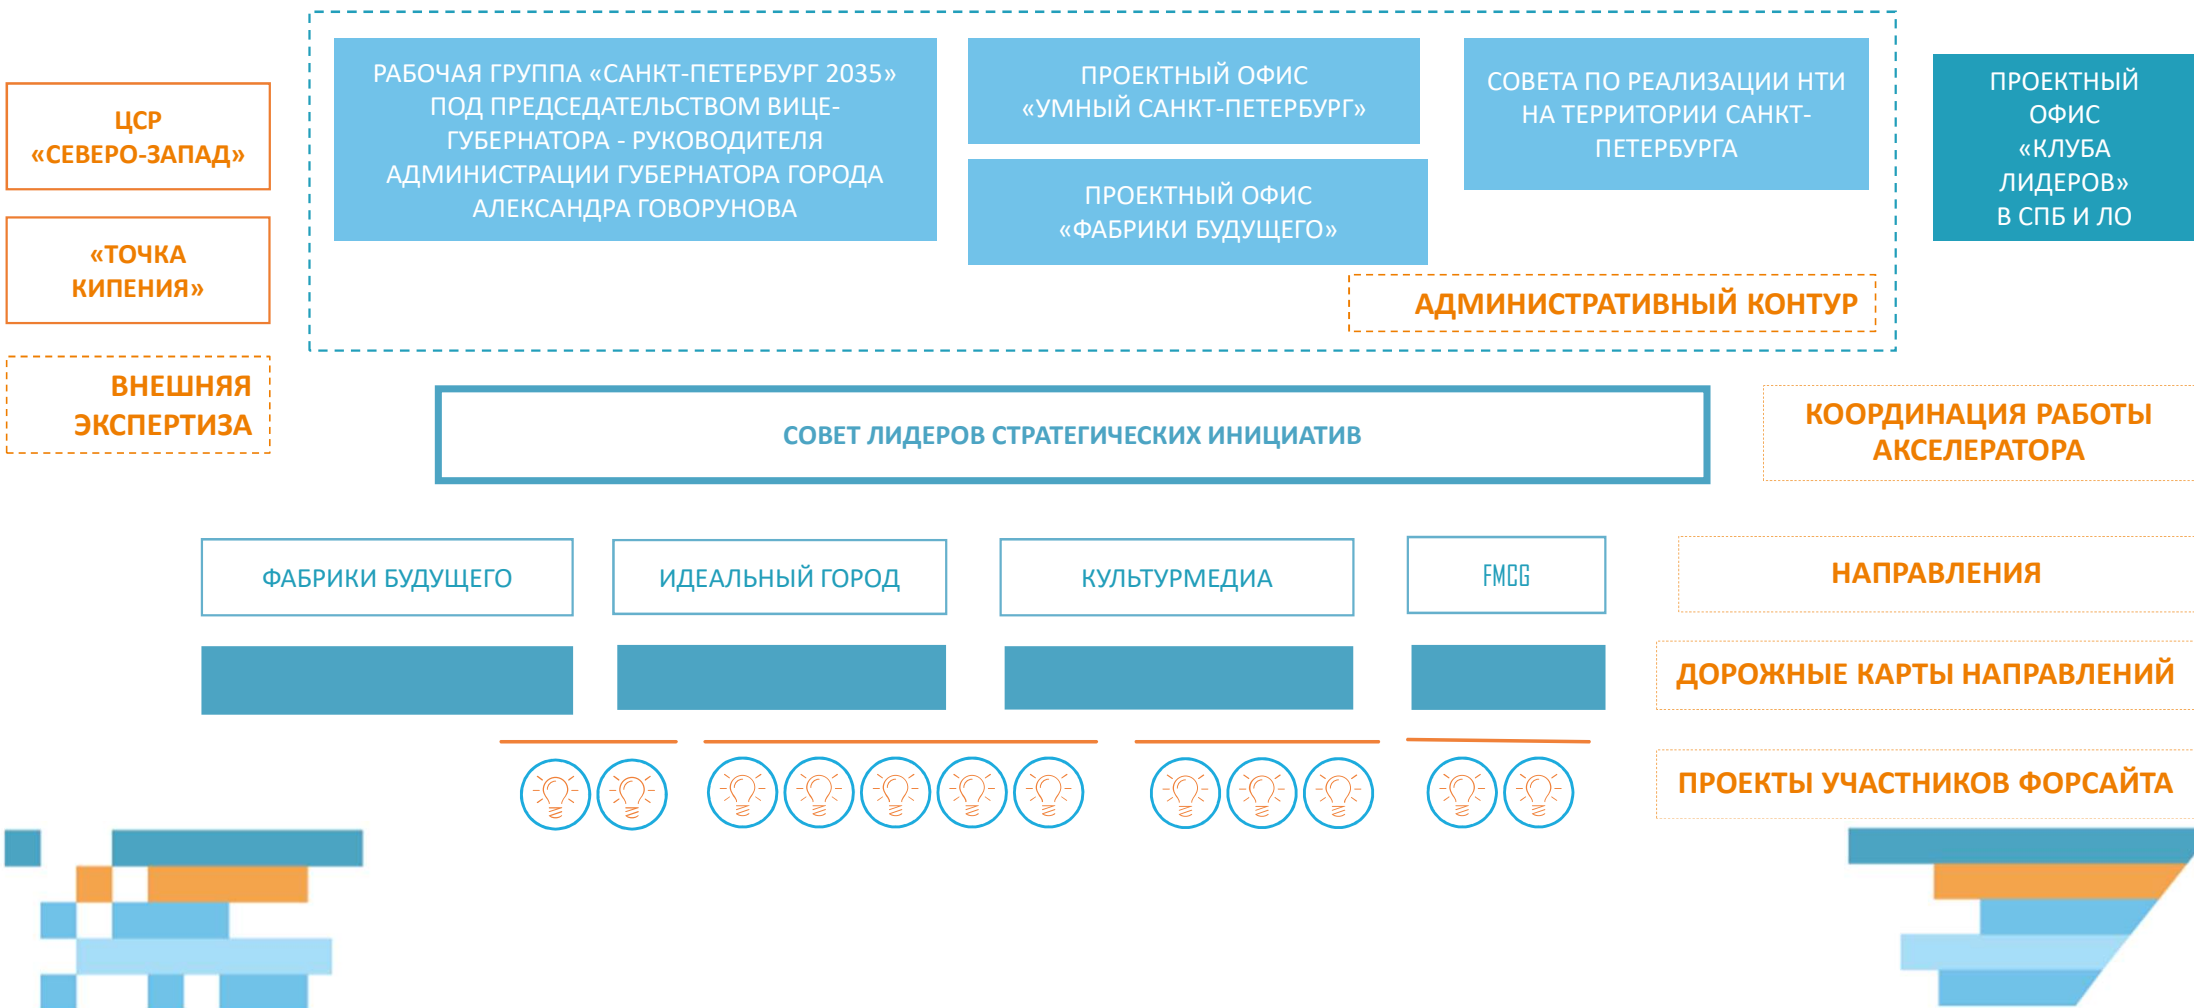 ЦСР
«СЕВЕРО-ЗАПАД»
«ТОЧКА
КИПЕНИЯ»
ВНЕШНЯЯ
ЭКСПЕРТИЗА
РАБОЧАЯ ГРУППА «САНКТ-ПЕТЕРБУРГ 2035»
ПОД ПРЕДСЕДАТЕЛЬСТВОМ ВИЦЕ-
ГУБЕРНАТОРА - РУКОВОДИТЕЛЯ
АДМИНИСТРАЦИИ ГУБЕРНАТОРА ГОРОДА
АЛЕКСАНДРА ГОВОРУНОВА
ПРОЕКТНЫЙ ОФИС
«УМНЫЙ САНКТ-ПЕТЕРБУРГ»
ПРОЕКТНЫЙ ОФИС
«ФАБРИКИ БУДУЩЕГО»
СОВЕТА ПО РЕАЛИЗАЦИИ НТИ
НА ТЕРРИТОРИИ САНКТ-
ПЕТЕРБУРГА
АДМИНИСТРАТИВНЫЙ КОНТУР
ПРОЕКТНЫЙ
ОФИС
«КЛУБА
ЛИДЕРОВ»
В СПБ И ЛО
СОВЕТ ЛИДЕРОВ СТРАТЕГИЧЕСКИХ ИНИЦИАТИВ
КООРДИНАЦИЯ РАБОТЫ
АКСЕЛЕРАТОРА
ФАБРИКИ БУДУЩЕГО
ИДЕАЛЬНЫЙ ГОРОД
КУЛЬТУРМЕДИА
FMCG
НАПРАВЛЕНИЯ
ДОРОЖНЫЕ КАРТЫ НАПРАВЛЕНИЙ
ПРОЕКТЫ УЧАСТНИКОВ ФОРСАЙТА